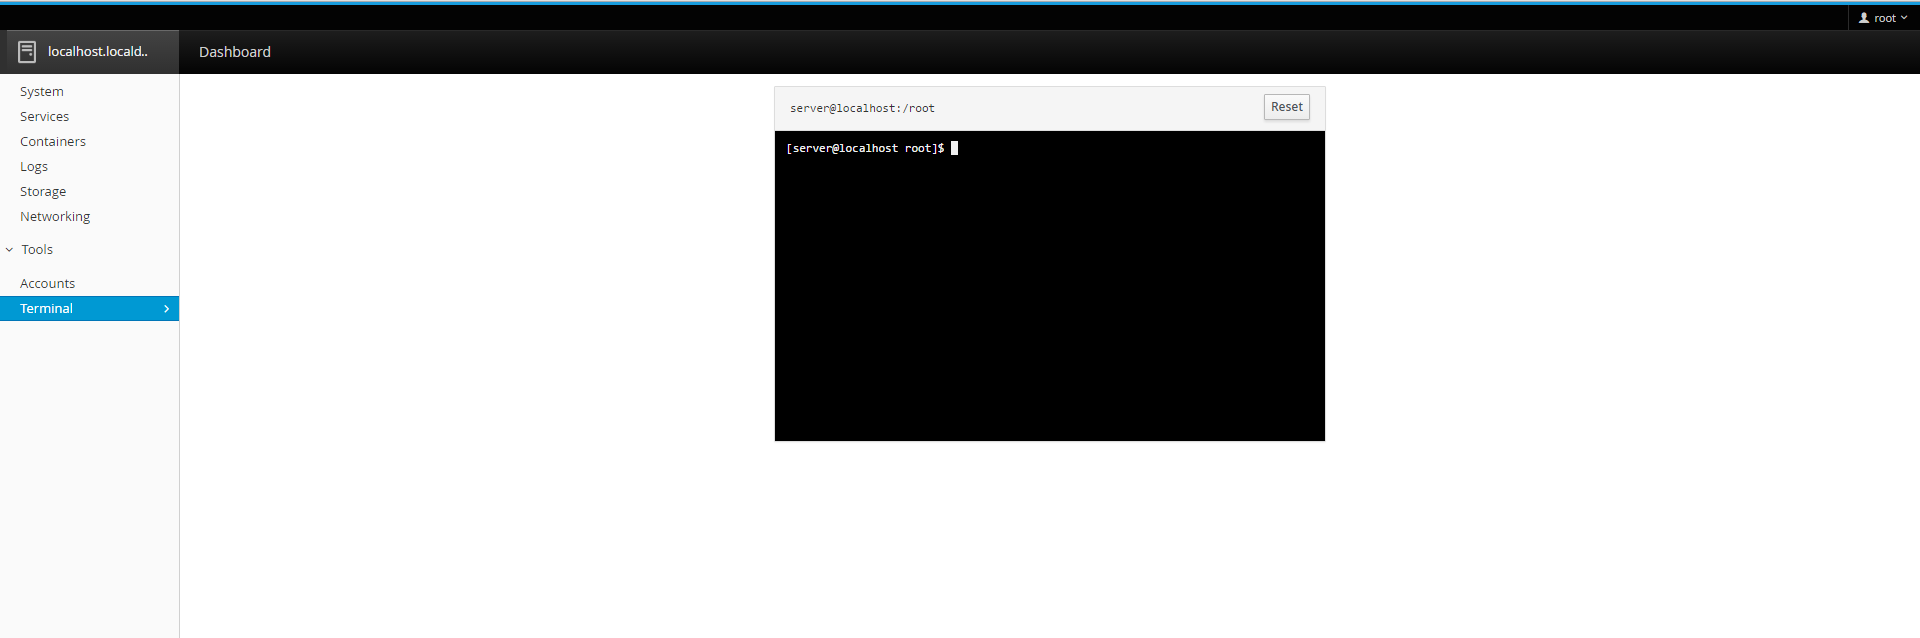 root
localhost.locald..
Dashboard
System
Services
Containers
Logs
Storage
Networking
Tools
Accounts
Terminal
server@localhost:/root
Reset
[server@localhost root]$